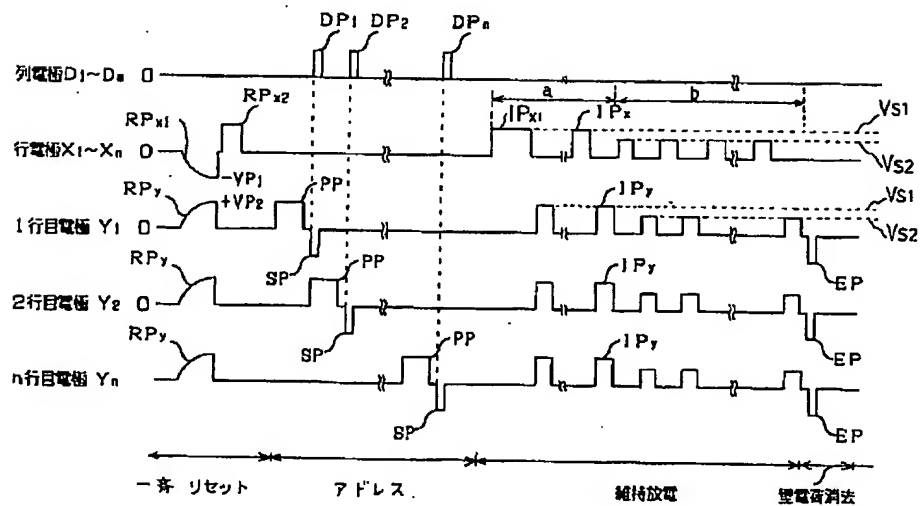 DP₁ DP₂ DPₙ
列電極D₁~Dₘ 0
a b
RPx1 RPx2 IPx1 IPx VS1
行電極X₁~Xₙ 0
VS2
-VP₁
RPy +VP₂ PP IPy VS1
1行目電極 Y₁ 0
VS2
SP EP
RPy PP IPy
2行目電極 Y₂ 0
SP EP
RPy PP IPy
n行目電極 Yₙ 0
SP EP
一斉 リセット アドレス 維持放電 壁電荷消去